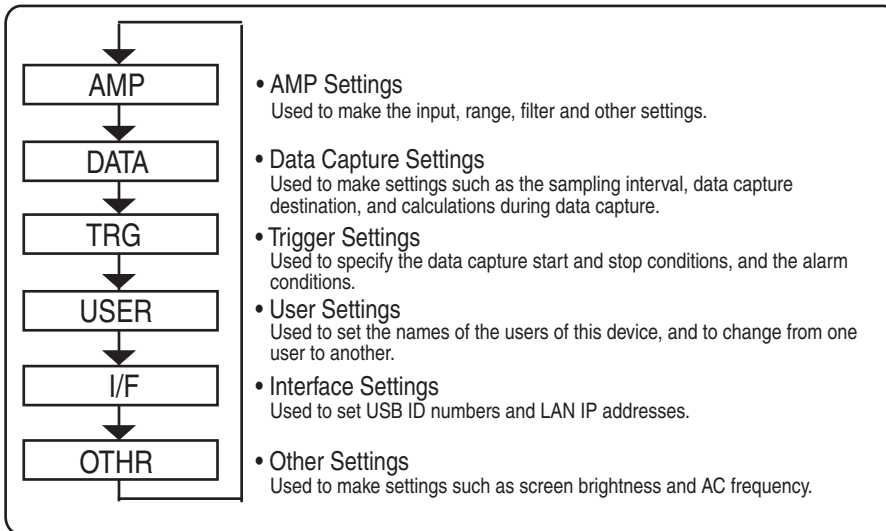 AMP
• AMP Settings
Used to make the input, range, filter and other settings.
DATA
• Data Capture Settings
Used to make settings such as the sampling interval, data capture
destination, and calculations during data capture.
TRG
• Trigger Settings
Used to specify the data capture start and stop conditions, and the alarm
conditions.
USER
• User Settings
Used to set the names of the users of this device, and to change from one
user to another.
I/F
• Interface Settings
Used to set USB ID numbers and LAN IP addresses.
OTHR
• Other Settings
Used to make settings such as screen brightness and AC frequency.